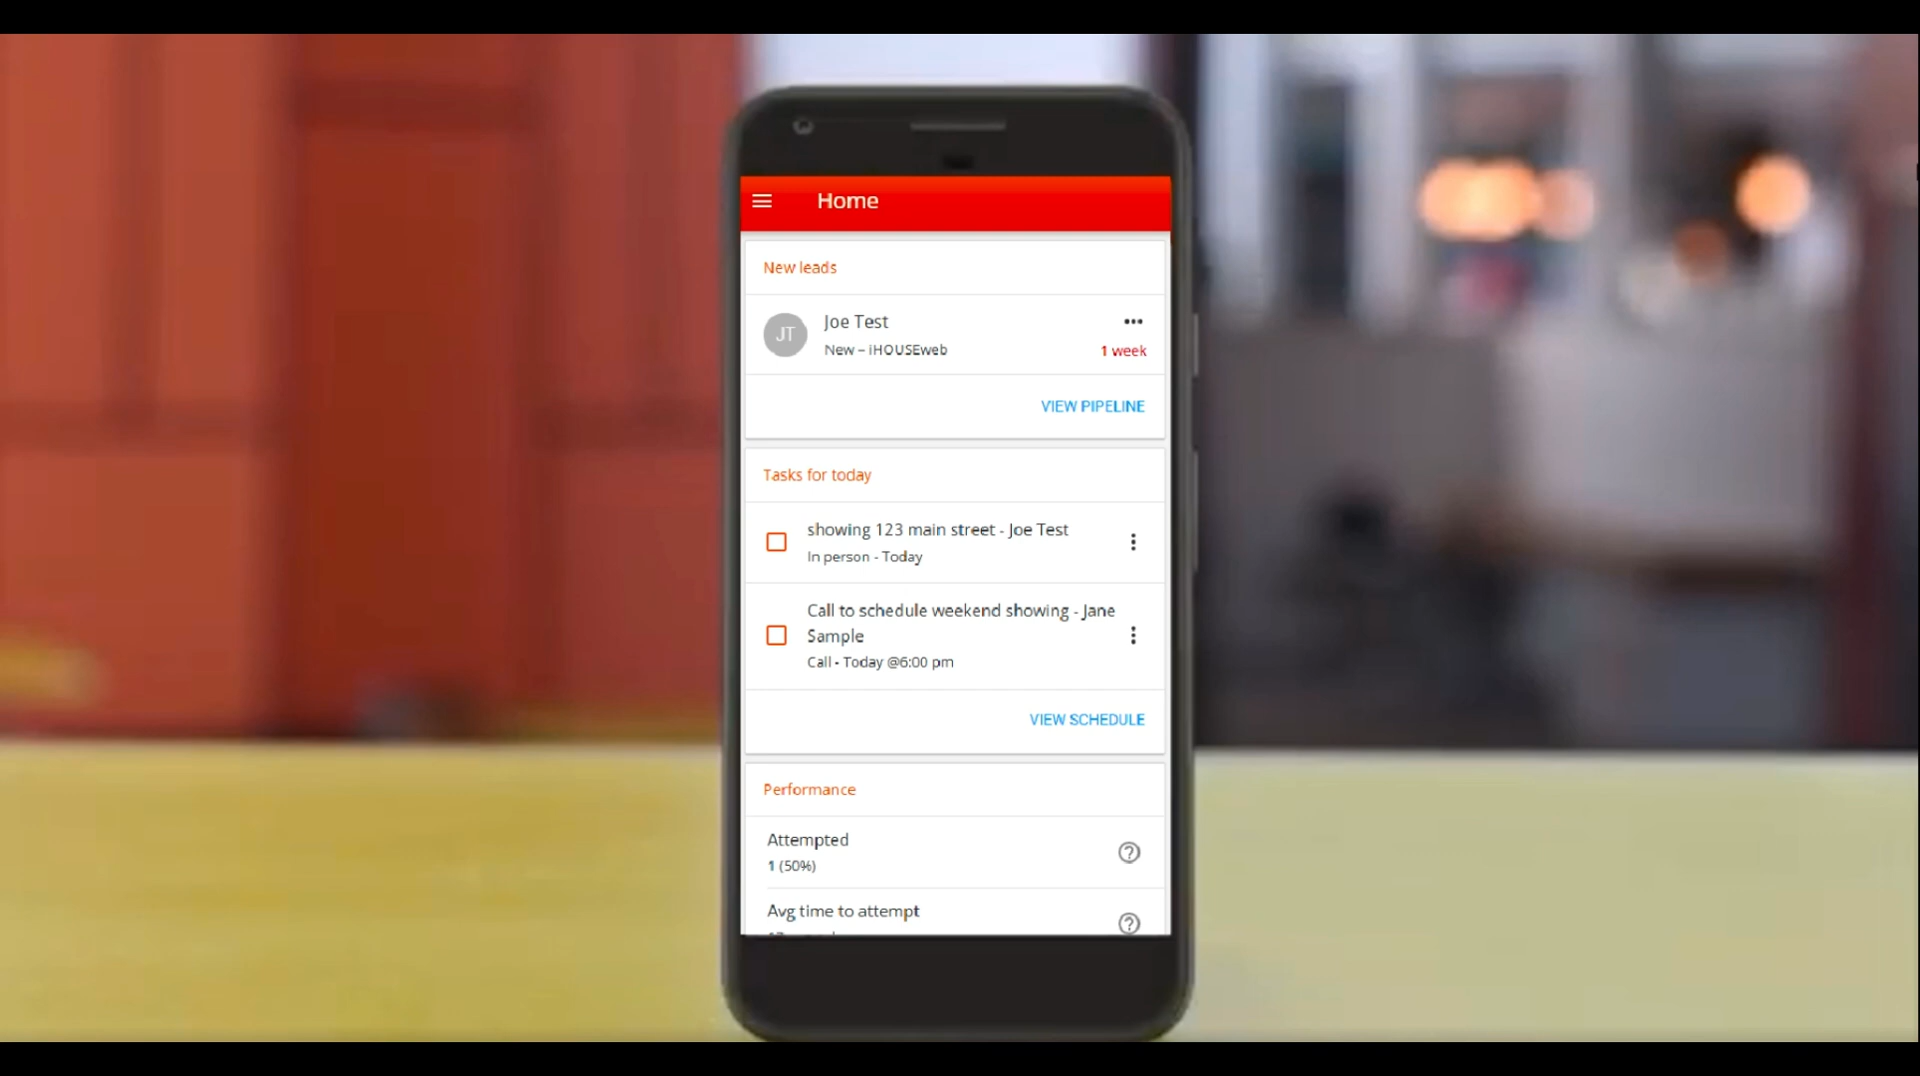 Home
New leads
JT
Joe Test
New – iHOUSEweb
1 week
VIEW PIPELINE
Tasks for today
showing 123 main street - Joe Test
In person - Today
Call to schedule weekend showing - Jane
Sample
Call - Today @6:00 pm
VIEW SCHEDULE
Performance
Attempted
1 (50%)
Avg time to attempt